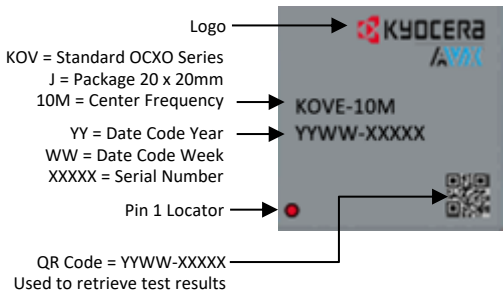 Logo
KYOCERA
AVX
KOV = Standard OCXO Series
J = Package 20 x 20mm
10M = Center Frequency
KOVE-10M
YY = Date Code Year
WW = Date Code Week
XXXXX = Serial Number
YYWW-XXXXX
Pin 1 Locator
QR Code = YYWW-XXXXX
Used to retrieve test results